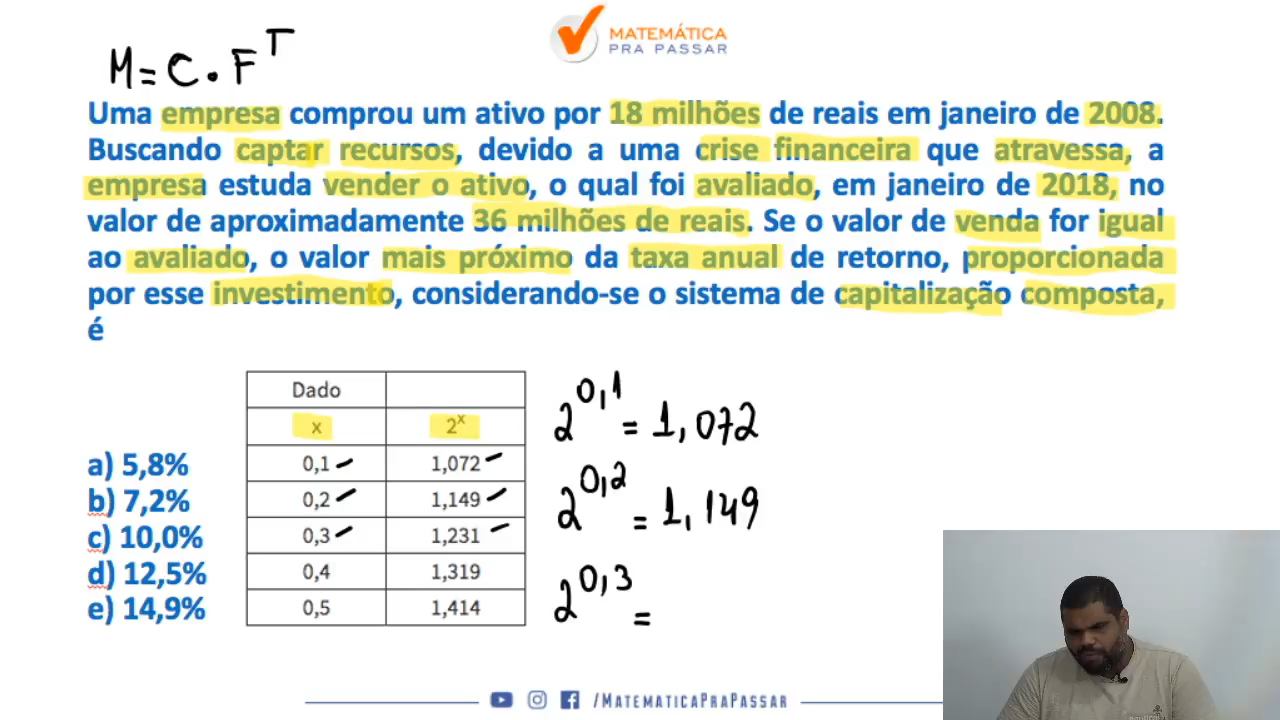 MATEMÁTICA
PRA PASSAR
M = C . F^T
Uma empresa comprou um ativo por 18 milhões de reais em janeiro de 2008.
Buscando captar recursos, devido a uma crise financeira que atravessa, a
empresa estuda vender o ativo, o qual foi avaliado, em janeiro de 2018, no
valor de aproximadamente 36 milhões de reais. Se o valor de venda for igual
ao avaliado, o valor mais próximo da taxa anual de retorno, proporcionada
por esse investimento, considerando-se o sistema de capitalização composta,
é
a) 5,8%
b) 7,2%
c) 10,0%
d) 12,5%
e) 14,9%
Dado
x 2^x
0,1 1,072
0,2 1,149
0,3 1,231
0,4 1,319
0,5 1,414
2^0,1 = 1,072
2^0,2 = 1,149
2^0,3 =
/MATEMATICAPRAPASSAR